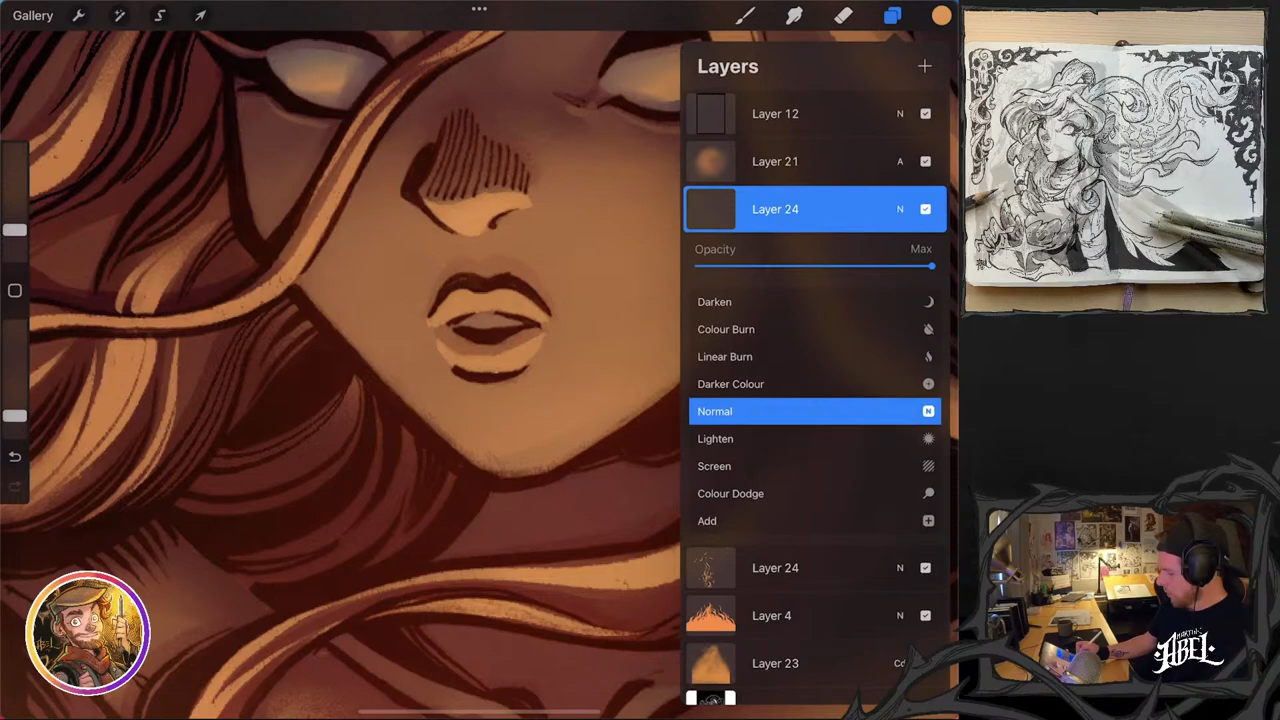 Gallery
Layers
Layer 12 N
Layer 21 A
Layer 24 N
Opacity Max
Darken
Colour Burn
Linear Burn
Darker Colour
Normal N
Lighten
Screen
Colour Dodge
Add
Layer 24 N
Layer 4 N
Layer 23
MARTIN
ABEL